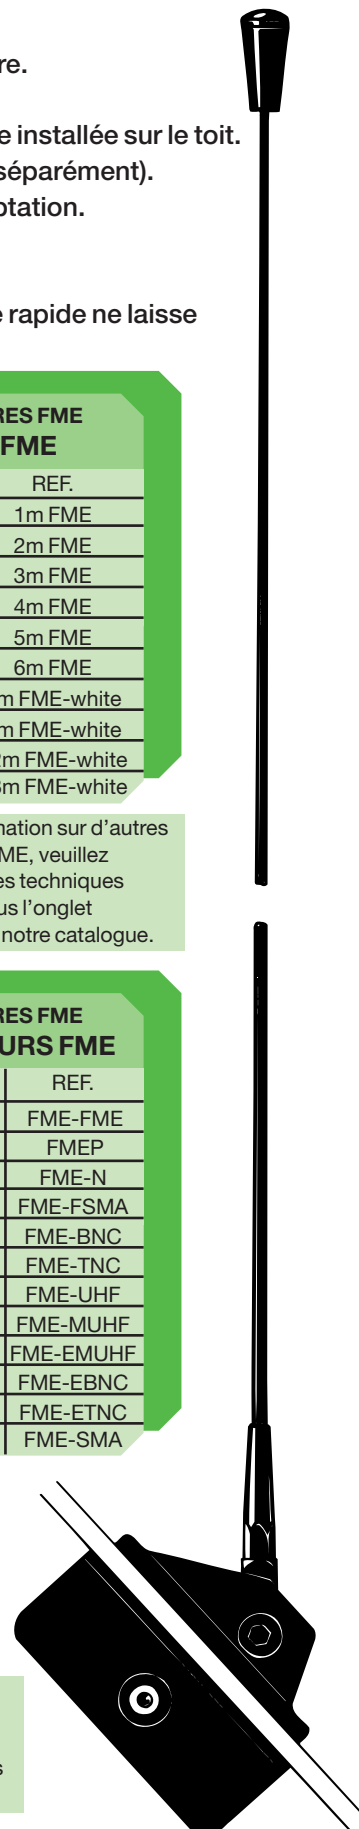 re.
e installée sur le toit.
séparément).
ptation.
e rapide ne laisse
RES FME
FME
REF.
1m FME
2m FME
3m FME
4m FME
5m FME
6m FME
m FME-white
m FME-white
m FME-white
m FME-white
mation sur d'autres
ME, veuillez
es techniques
us l'onglet
notre catalogue.
RES FME
URS FME
REF.
FME-FME
FMEP
FME-N
FME-FSMA
FME-BNC
FME-TNC
FME-UHF
FME-MUHF
FME-EMUHF
FME-EBNC
FME-ETNC
FME-SMA
s